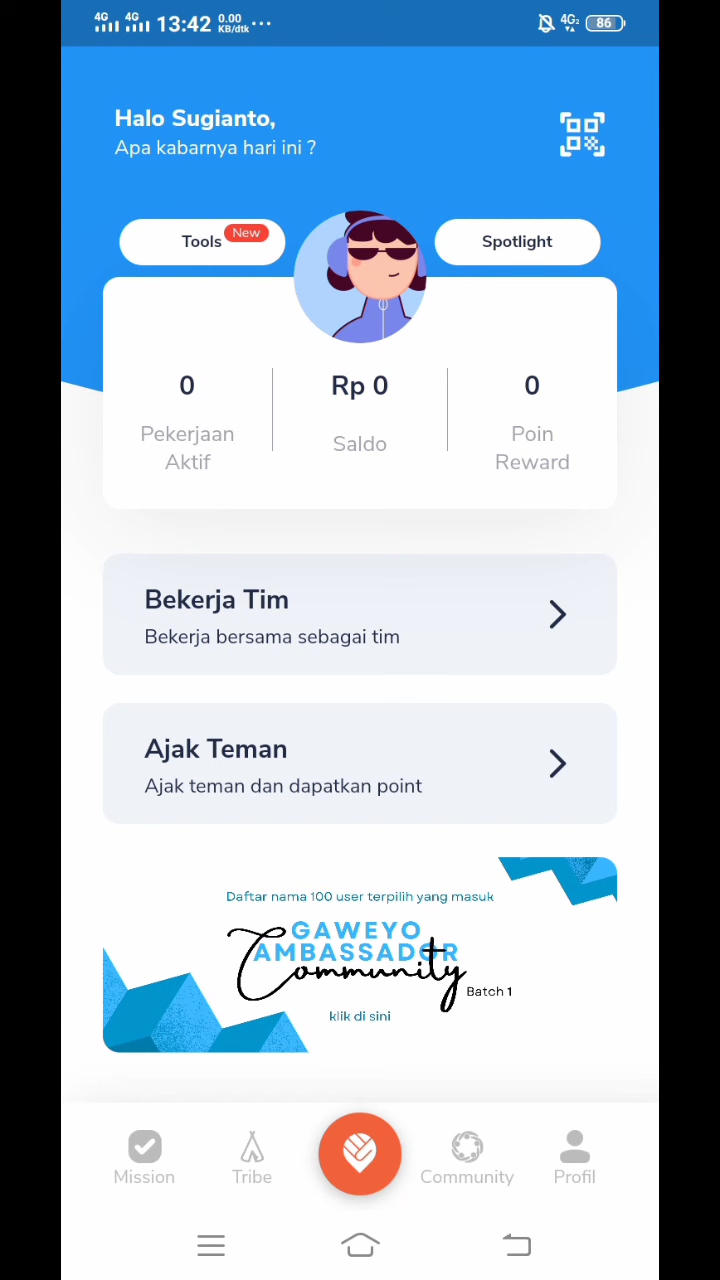 4G 4G 13:42 0.00 KB/dtk ... 4G2 86
Halo Sugianto,
Apa kabarnya hari ini ?
Tools New Spotlight
0 Rp 0 0
Pekerjaan Aktif
Saldo
Poin Reward
Bekerja Tim
Bekerja bersama sebagai tim
Ajak Teman
Ajak teman dan dapatkan point
Daftar nama 100 user terpilih yang masuk
GAWEYO
AMBASSADOR
Community
Batch 1
klik di sini
Mission Tribe Community Profil